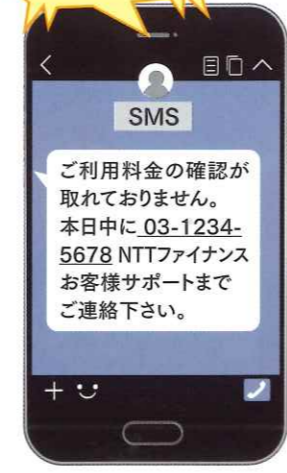 SMS
ご利用料金の確認が
取れておりません。
本日中に 03-1234-
5678 NTTファイナンス
お客様サポートまで
ご連絡下さい。